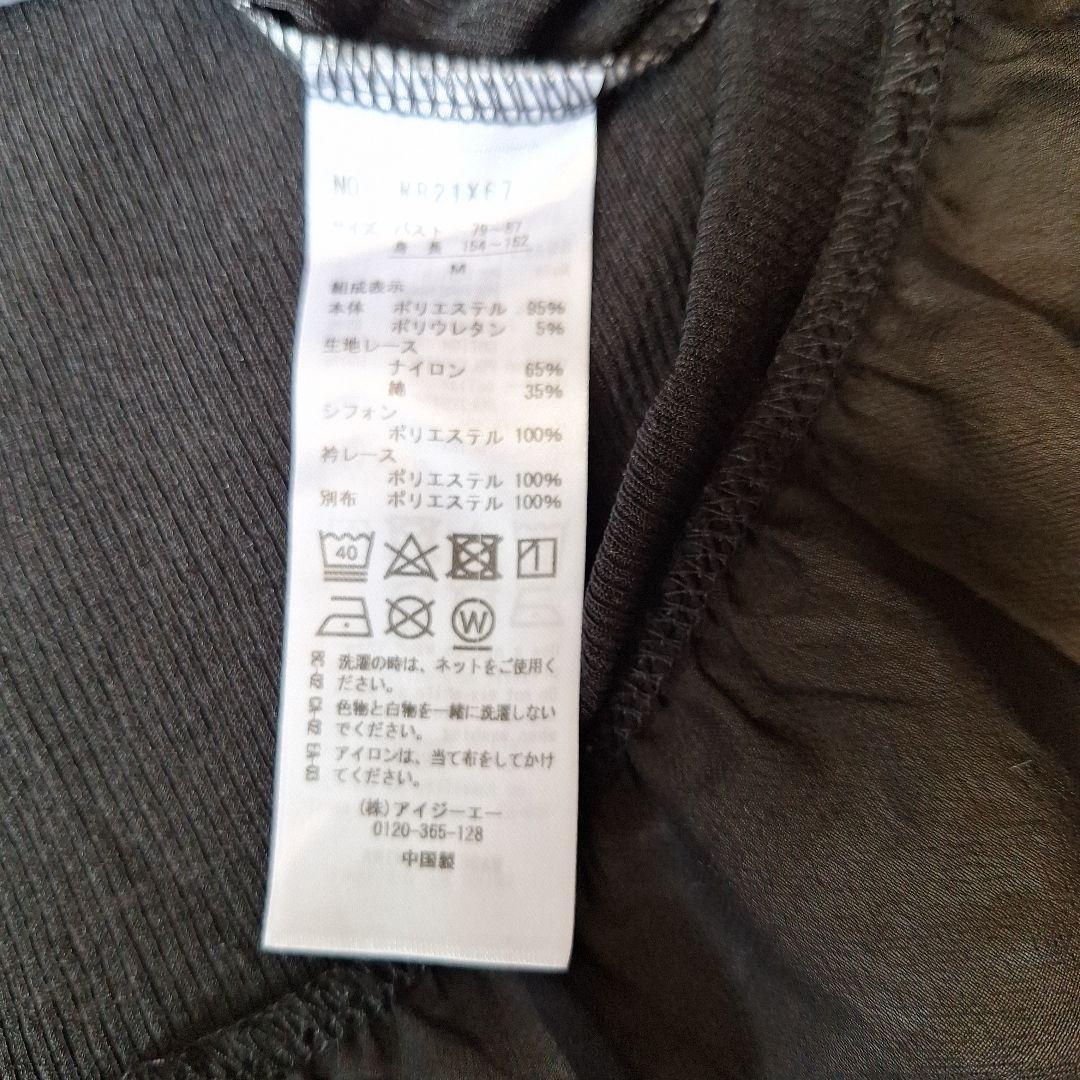 NO
サイズ バスト 79~87
身長 154~162
M
組成表示
本体 ポリエステル 95%
ポリウレタン 5%
生地レース
ナイロン 65%
綿 35%
シフォン
ポリエステル 100%
衿レース
ポリエステル 100%
別布 ポリエステル 100%
40
W
洗濯の時は、ネットをご使用く
ださい。
色物と白物を一緒に洗濯しない
でください。
アイロンは、当て布をしてかけ
てください。
(株)アイジーエー
0120-365-128
中国製